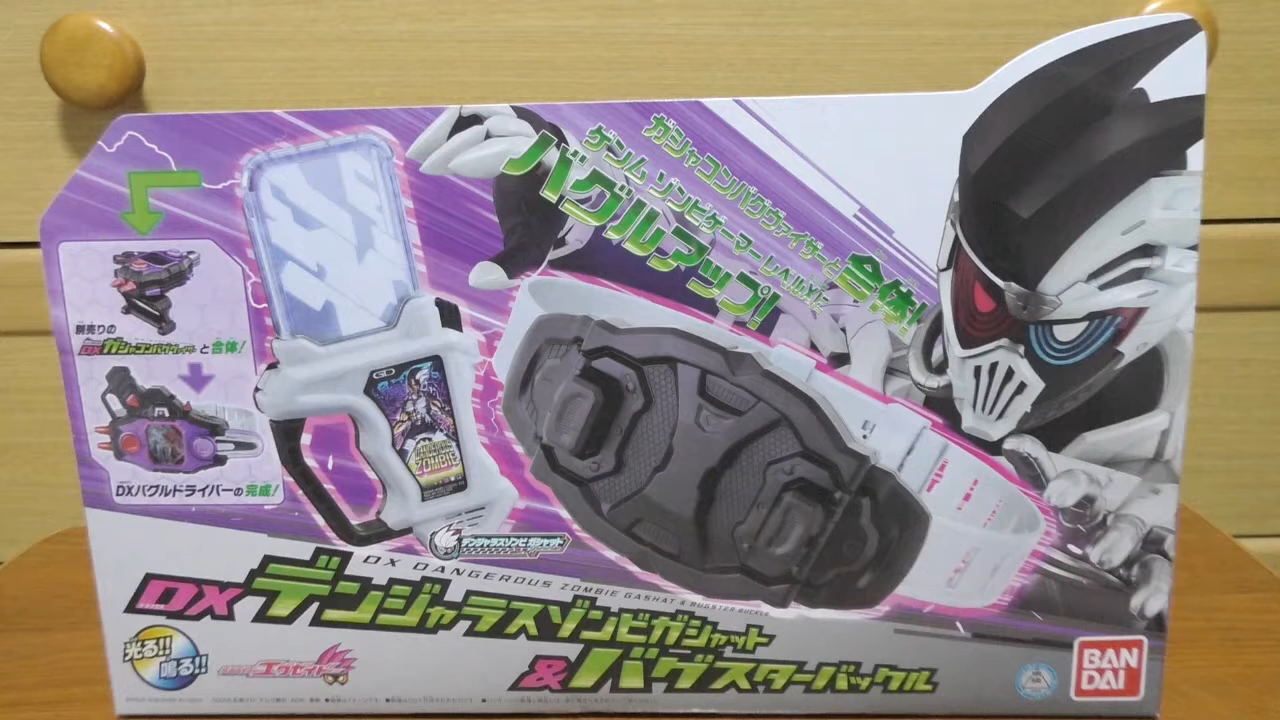 ガシャコンバグヴァイザーと合体!
ゲンム ゾンビゲーマー レベルX
バグルアップ!
別売りの
DXガシャコンバグヴァイザーと合体!
DXバグルドライバーの完成!
GD
DANGEROUS
ZOMBIE
デンジャラスゾンビガシャット
DX DANGEROUS ZOMBIE GASHAT & BUGSTER BUCKLE
DXデンジャラスゾンビガシャット
&バグスターバックル
光る!!
鳴る!!
エグゼイド
BAN
DAI